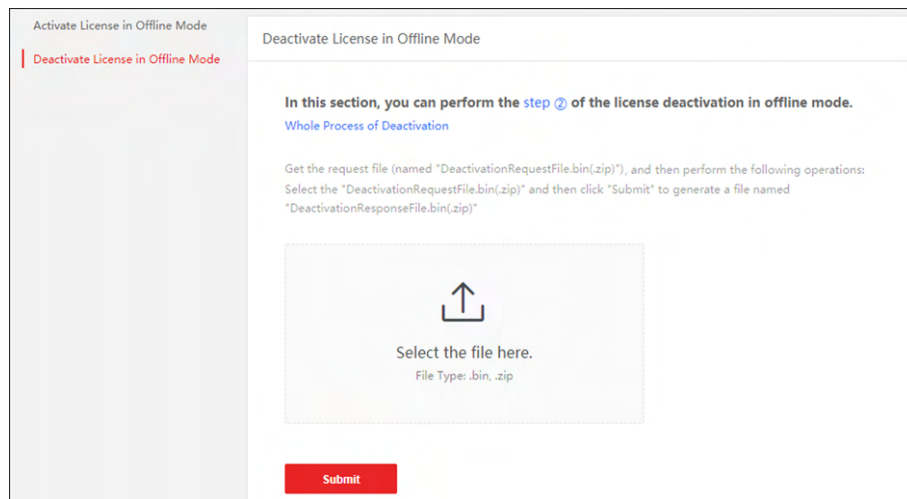 Activate License in Offline Mode
Deactivate License in Offline Mode
Deactivate License in Offline Mode
In this section, you can perform the step ② of the license deactivation in offline mode.
Whole Process of Deactivation
Get the request file (named "DeactivationRequestFile.bin(.zip)"), and then perform the following operations:
Select the "DeactivationRequestFile.bin(.zip)" and then click "Submit" to generate a file named
"DeactivationResponseFile.bin(.zip)"
Select the file here.
File Type: .bin, .zip
Submit